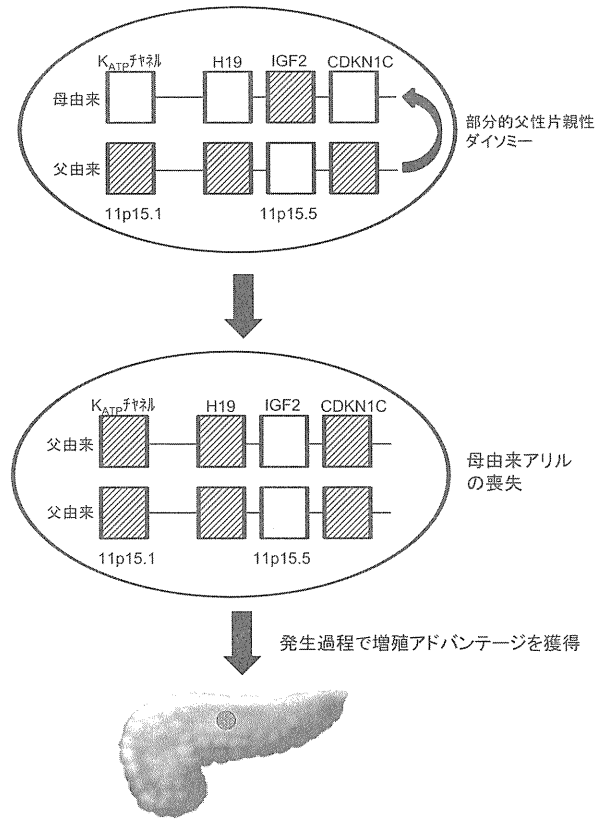 KATPチャネル H19 IGF2 CDKN1C
母由来
部分的父性片親性
ダイソミー
父由来
11p15.1 11p15.5
KATPチャネル H19 IGF2 CDKN1C
父由来
母由来アリル
の喪失
父由来
11p15.1 11p15.5
発生過程で増殖アドバンテージを獲得